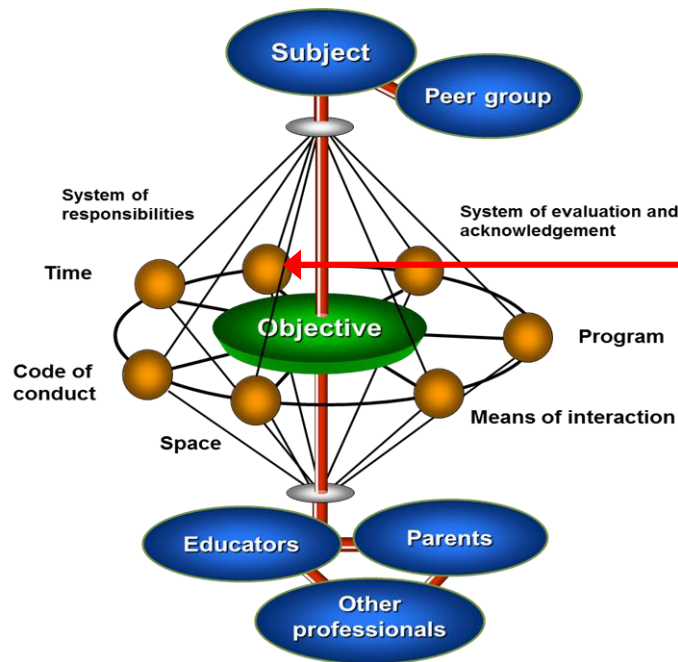 Subject
Peer group
System of
responsibilities
System of evaluation and
acknowledgement
Time
Objective
Program
Code of
conduct
Means of interaction
Space
Educators
Parents
Other
professionals